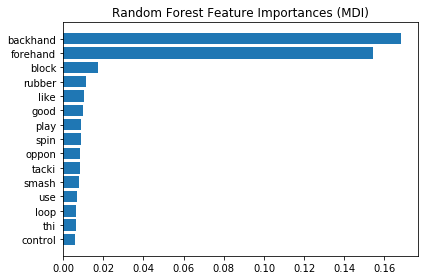 Random Forest Feature Importances (MDI)
backhand
forehand
block
rubber
like
good
play
spin
oppon
tacki
smash
use
loop
thi
control
0.00 0.02 0.04 0.06 0.08 0.10 0.12 0.14 0.16